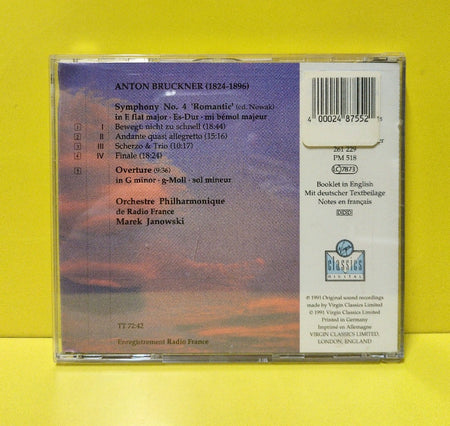 ANTON BRUCKNER (1824-1896)
Symphony No. 4 'Romantic' (ed. Nowak)
in E flat major · Es-Dur · mi bémol majeur
1 I Bewegt nicht zu schnell (18:44)
2 II Andante quasi allegretto (15:16)
3 III Scherzo & Trio (10:17)
4 IV Finale (18:24)
5 Overture (9:36)
in G minor · g-Moll · sol mineur
Orchestre Philharmonique
de Radio France
Marek Janowski
TT 72:42
Enregistrement Radio France
4 00024 87552
261 229
PM 518
LC 7873
Booklet in English
Mit deutscher Textbeilage
Notes en français
DDD
Virgin
classics
DIGITAL
℗ 1991 Original sound recordings
made by Virgin Classics Limited
© 1991 Virgin Classics Limited
Printed in Germany
Imprimé en Allemagne
VIRGIN CLASSICS LIMITED,
LONDON, ENGLAND